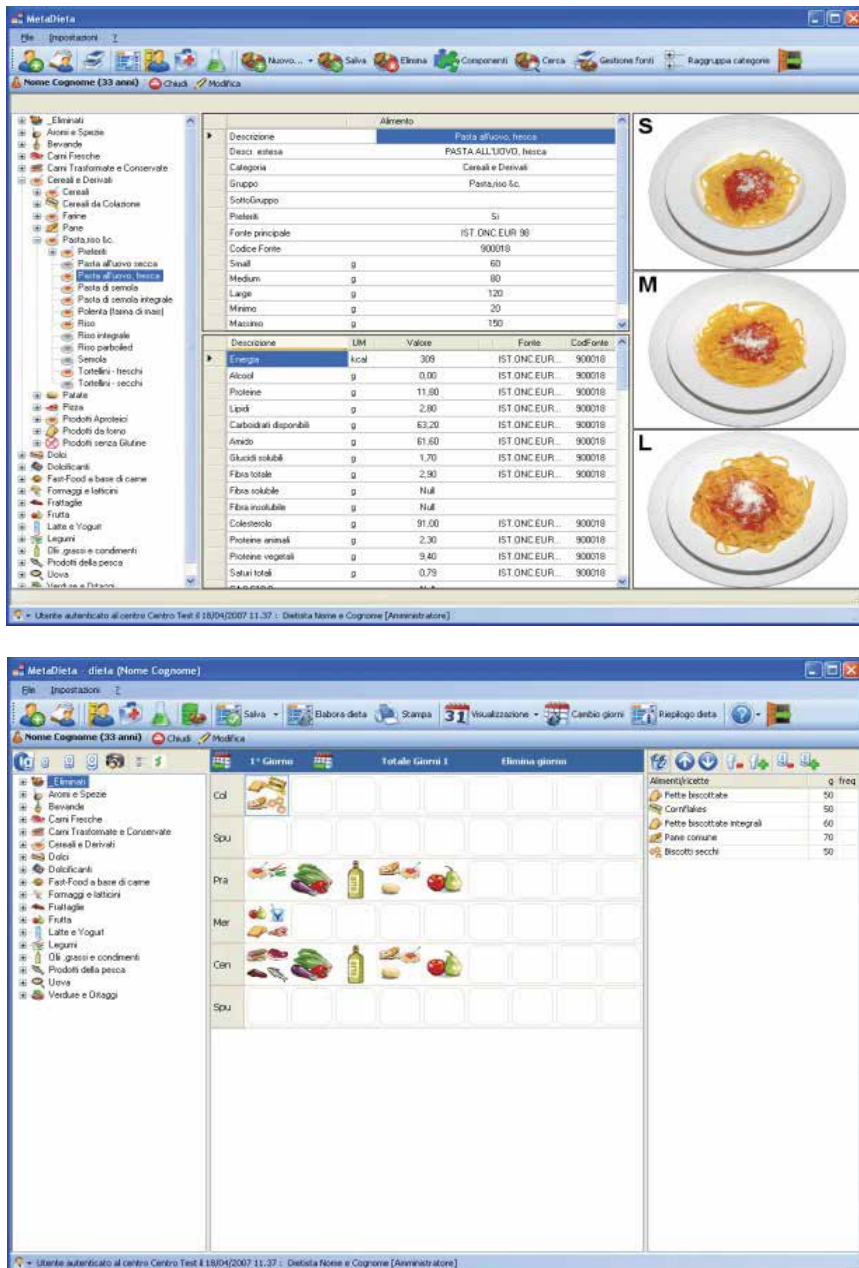 MetaDieta
File Impostazioni ?
Nuovo... Salva Elimina Componenti Cerca Gestione fonti Raggruppa categorie
Nome Cognome (33 anni) Chiudi Modifica
_Eliminati
Aromi e Spezie
Bevande
Carni Fresche
Carni Trasformate e Conservate
Cereali e Derivati
Cereali
Cereali da Colazione
Farine
Pane
Pasta,riso &c.
Preferiti
Pasta all'uovo secca
Pasta all'uovo, fresca
Pasta di semola
Pasta di semola integrale
Polenta (farina di mais)
Riso
Riso integrale
Riso parboiled
Semola
Tortellini - freschi
Tortellini - secchi
Patate
Pizza
Prodotti Aproteici
Prodotti da forno
Prodotti senza Glutine
Dolci
Dolcificanti
Fast-Food a base di carne
Formaggi e latticini
Frattaglie
Frutta
Latte e Yogurt
Legumi
Olii ,grassi e condimenti
Prodotti della pesca
Uova
Verdure e Ortaggi
Alimento
Descrizione Pasta all'uovo, fresca
Descr. estesa PASTA ALL'UOVO, fresca
Categoria Cereali e Derivati
Gruppo Pasta,riso &c.
SottoGruppo
Preferiti Si
Fonte principale IST.ONC.EUR 98
Codice Fonte 900018
Small g 60
Medium g 80
Large g 120
Minimo g 20
Massimo g 150
Descrizione UM Valore Fonte CodFonte
Energia kcal 309 IST.ONC.EUR... 900018
Alcool g 0,00 IST.ONC.EUR... 900018
Proteine g 11,80 IST.ONC.EUR... 900018
Lipidi g 2,80 IST.ONC.EUR... 900018
Carboidrati disponibili g 63,20 IST.ONC.EUR... 900018
Amido g 61,60 IST.ONC.EUR... 900018
Glucidi solubili g 1,70 IST.ONC.EUR... 900018
Fibra totale g 2,90 IST.ONC.EUR... 900018
Fibra solubile g Null
Fibra insolubile g Null
Colesterolo g 91,00 IST.ONC.EUR... 900018
Proteine animali g 2,30 IST.ONC.EUR... 900018
Proteine vegetali g 9,40 IST.ONC.EUR... 900018
Saturi totali g 0,79 IST.ONC.EUR... 900018
S
M
L
Utente autenticato al centro Centro Test il 18/04/2007 11.37 : Dietista Nome e Cognome [Amministratore]
MetaDieta - dieta (Nome Cognome)
File Impostazioni ?
Salva Elabora dieta Stampa 31 Visualizzazione Cambio giorni Riepilogo dieta
Nome Cognome (33 anni) Chiudi Modifica
_Eliminati
Aromi e Spezie
Bevande
Carni Fresche
Carni Trasformate e Conservate
Cereali e Derivati
Dolci
Dolcificanti
Fast-Food a base di carne
Formaggi e latticini
Frattaglie
Frutta
Latte e Yogurt
Legumi
Olii ,grassi e condimenti
Prodotti della pesca
Uova
Verdure e Ortaggi
1° Giorno Totale Giorni 1 Elimina giorno
Col
Spu
Pra
Mer
Cen
Spu
Alimenti/ricette g freq
Fette biscottate 50
Cornflakes 50
Fette biscottate integrali 60
Pane comune 70
Biscotti secchi 50
Utente autenticato al centro Centro Test il 18/04/2007 11.37 : Dietista Nome e Cognome [Amministratore]